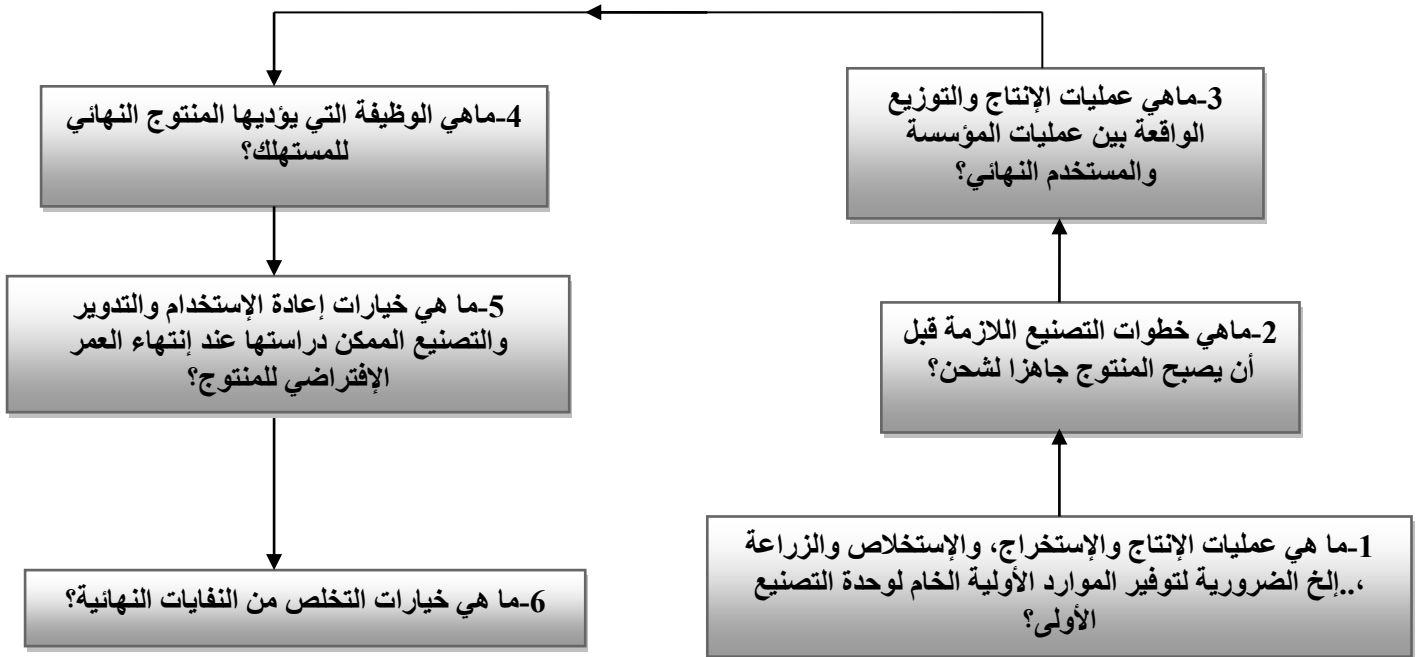 1-ما هي عمليات الإنتاج والإستخراج، والإستخلاص والزراعة
،..إلخ الضرورية لتوفير الموارد الأولية الخام لوحدة التصنيع
الأولى؟
2-ماهي خطوات التصنيع اللازمة قبل
أن يصبح المنتوج جاهزا لشحن؟
3-ماهي عمليات الإنتاج والتوزيع
الواقعة بين عمليات المؤسسة
والمستخدم النهائي؟
4-ماهي الوظيفة التي يؤديها المنتوج النهائي
للمستهلك؟
5-ما هي خيارات إعادة الإستخدام والتدوير
والتصنيع الممكن دراستها عند إنتهاء العمر
الإفتراضي للمنتوج؟
6-ما هي خيارات التخلص من النفايات النهائية؟